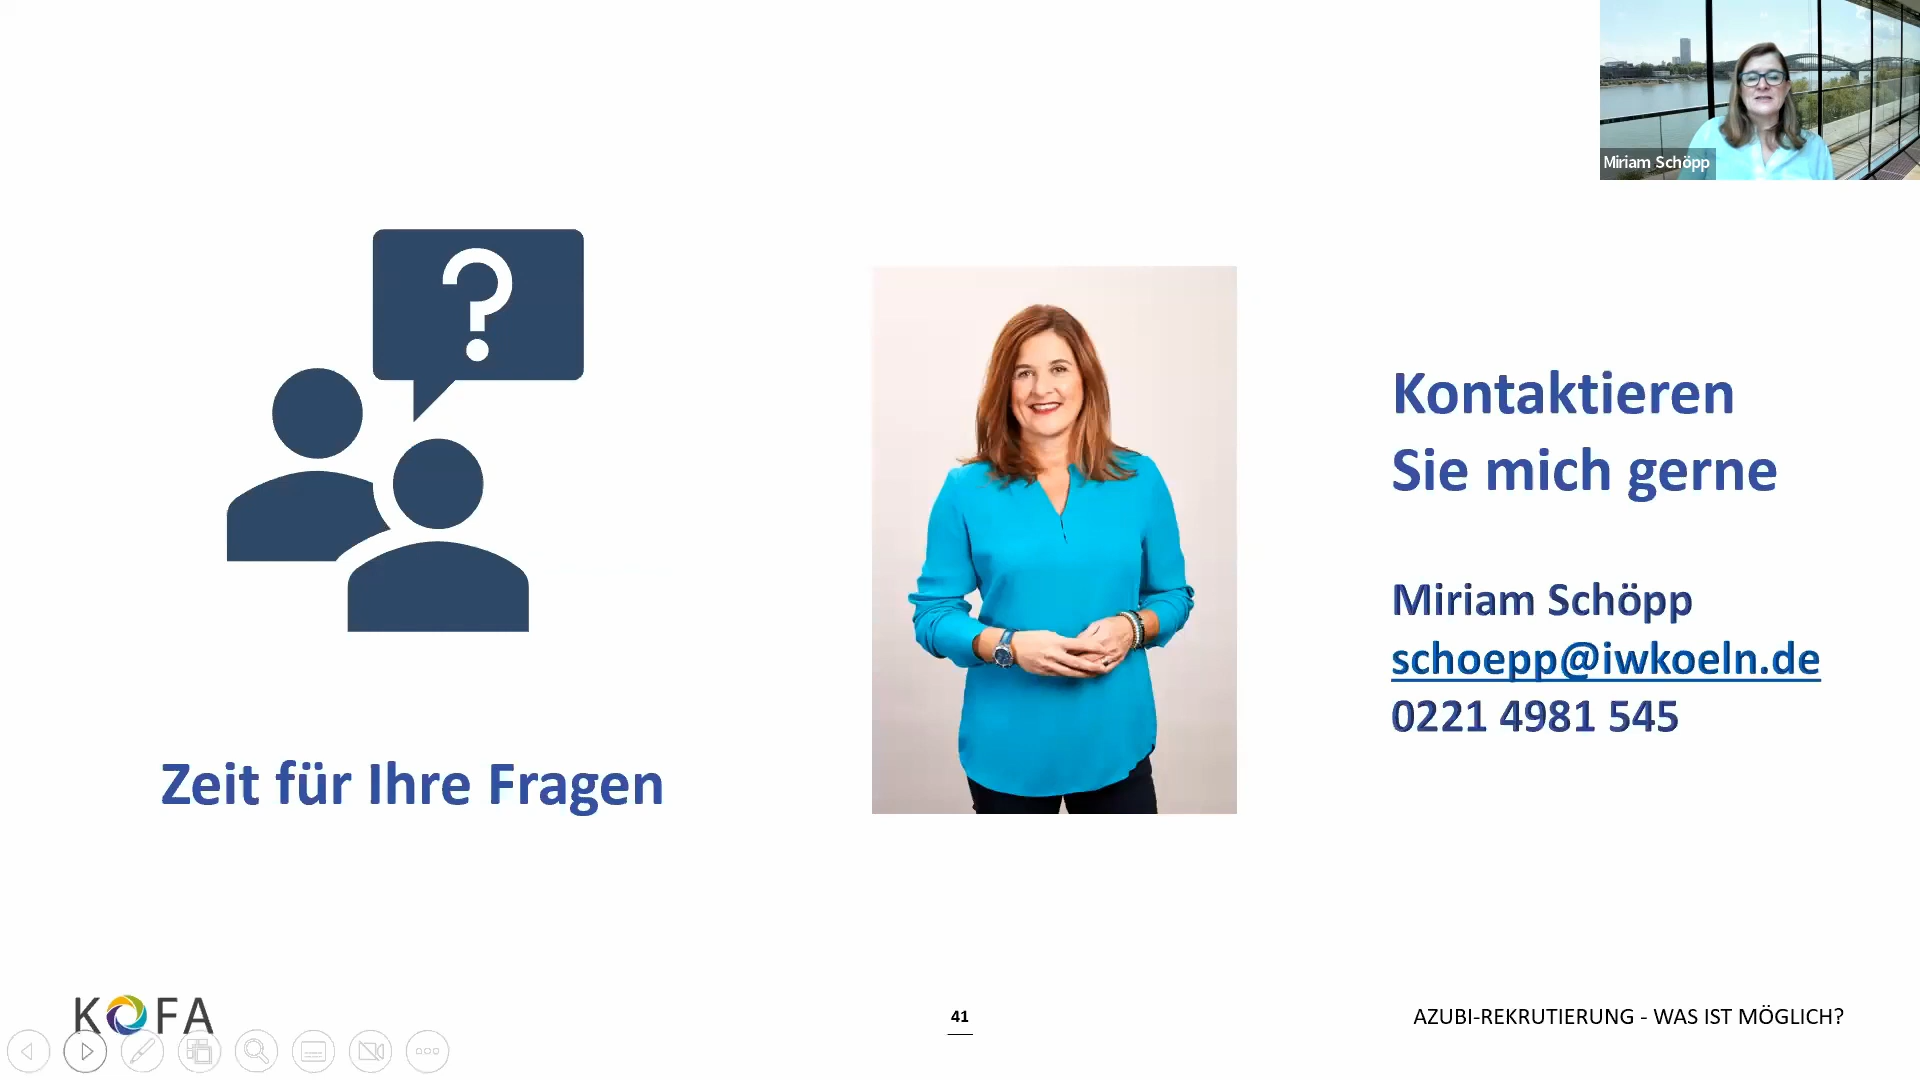 Miriam Schöpp
?
Kontaktieren
Sie mich gerne
Miriam Schöpp
schoepp@iwkoeln.de
0221 4981 545
Zeit für Ihre Fragen
KOFA
41
AZUBI-REKRUTIERUNG - WAS IST MÖGLICH?